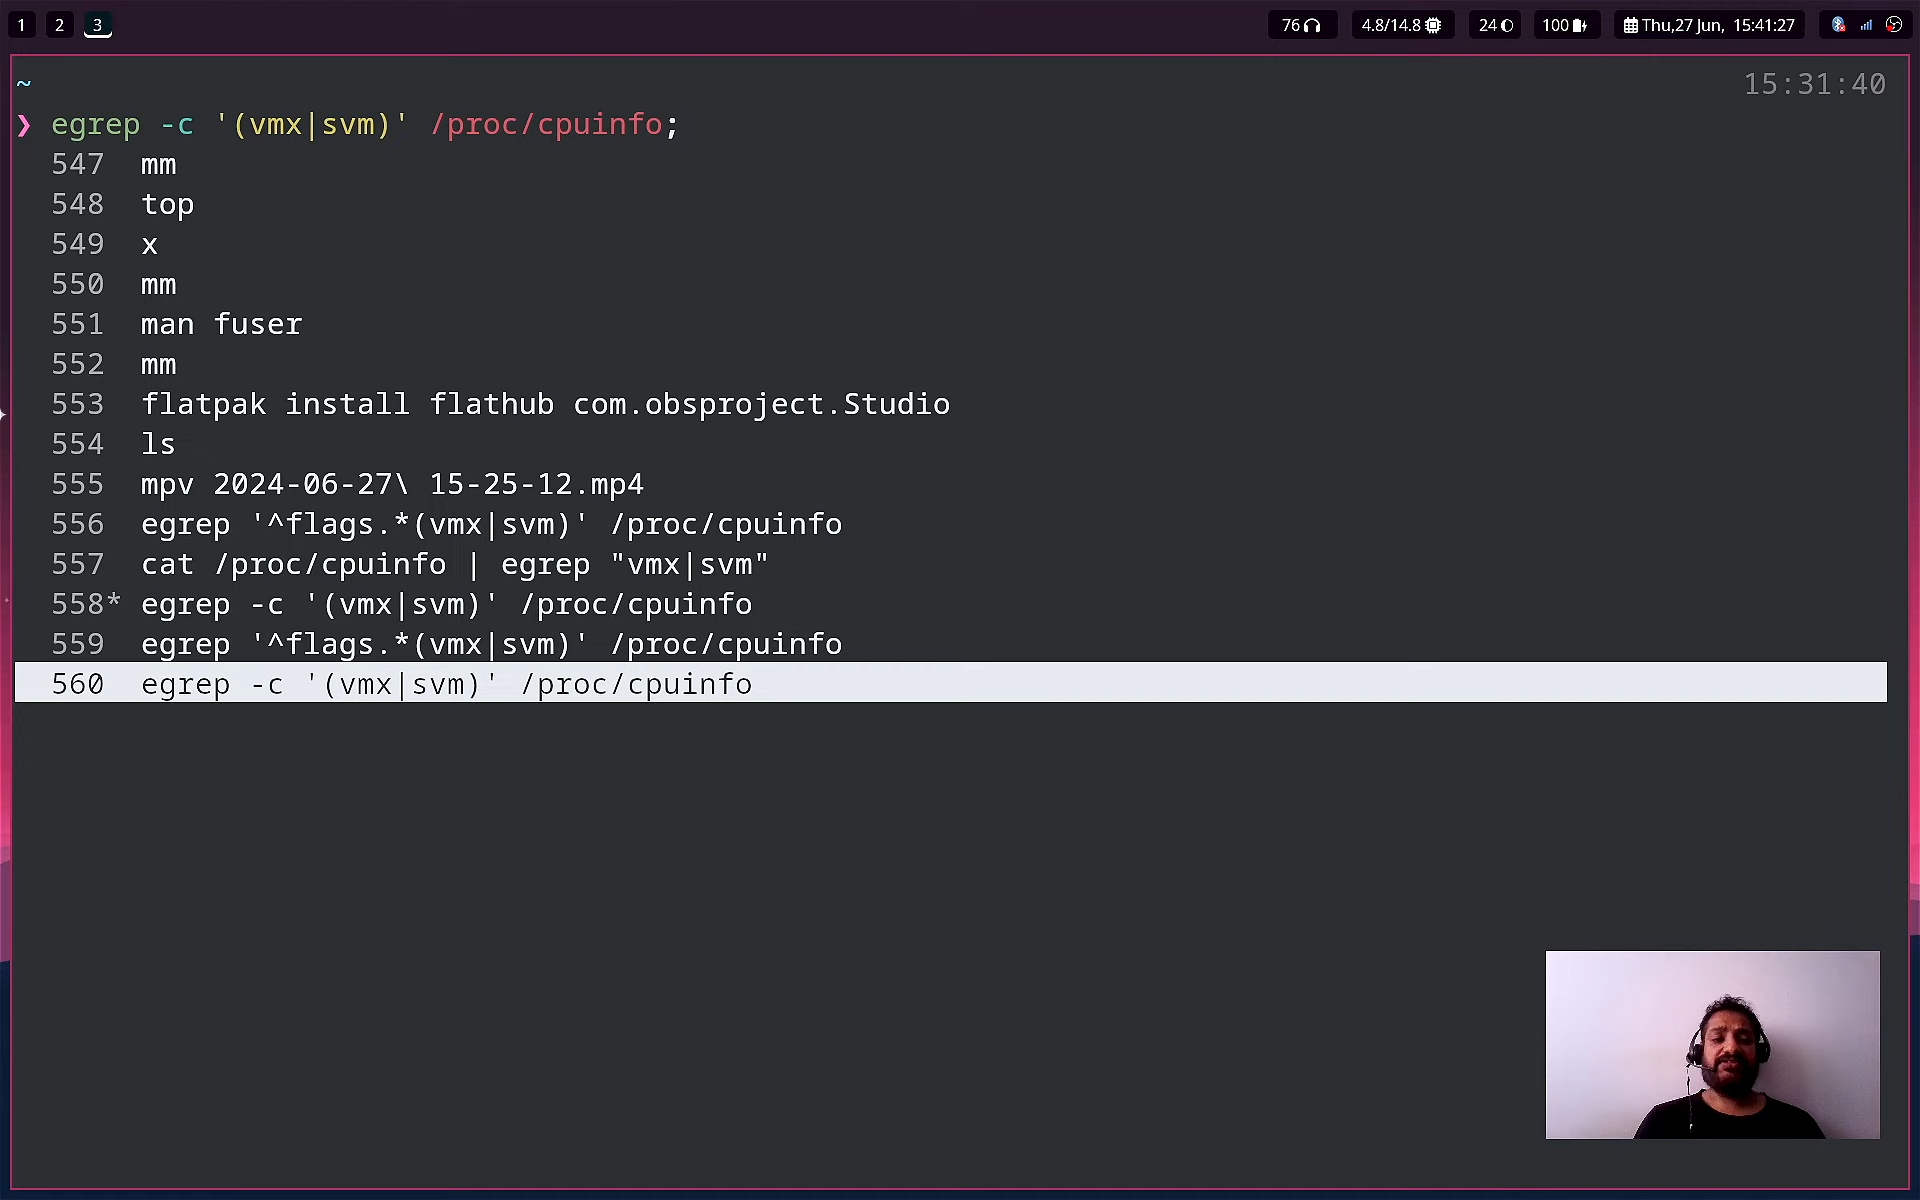 1 2 3 76 4.8/14.8 24 100 Thu,27 Jun, 15:41:27
~ 15:31:40
❯ egrep -c '(vmx|svm)' /proc/cpuinfo;
547 mm
548 top
549 x
550 mm
551 man fuser
552 mm
553 flatpak install flathub com.obsproject.Studio
554 ls
555 mpv 2024-06-27\ 15-25-12.mp4
556 egrep '^flags.*(vmx|svm)' /proc/cpuinfo
557 cat /proc/cpuinfo | egrep "vmx|svm"
558* egrep -c '(vmx|svm)' /proc/cpuinfo
559 egrep '^flags.*(vmx|svm)' /proc/cpuinfo
560 egrep -c '(vmx|svm)' /proc/cpuinfo